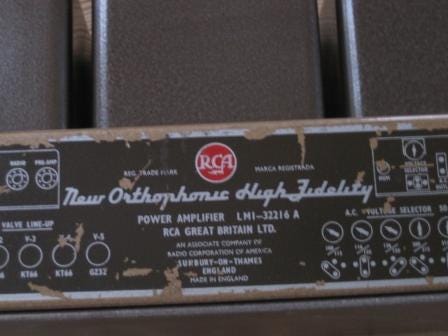 RCA
REG. TRADE MARK
MARCA REGISTRADA
RADIO
PRE-AMP
VOLTAGE
SELECTOR
New Orthophonic High Fidelity
POWER AMPLIFIER LM1-32216 A
RCA GREAT BRITAIN LTD.
AN ASSOCIATE COMPANY OF
RADIO CORPORATION OF AMERICA
SUNBURY-ON-THAMES
ENGLAND
MADE IN ENGLAND
VALVE LINE-UP
V-3
V-5
KT66
KT66
GZ32
A.C. VOLTAGE SELECTOR